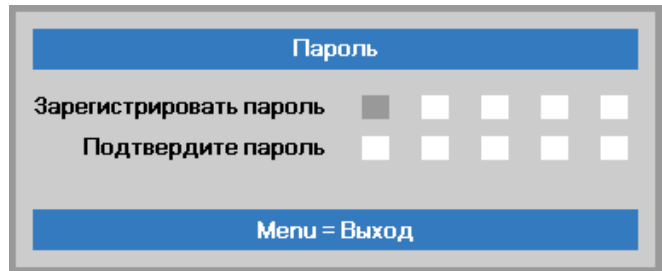 Пароль
Зарегистрировать пароль
Подтвердите пароль
Menu = Выход